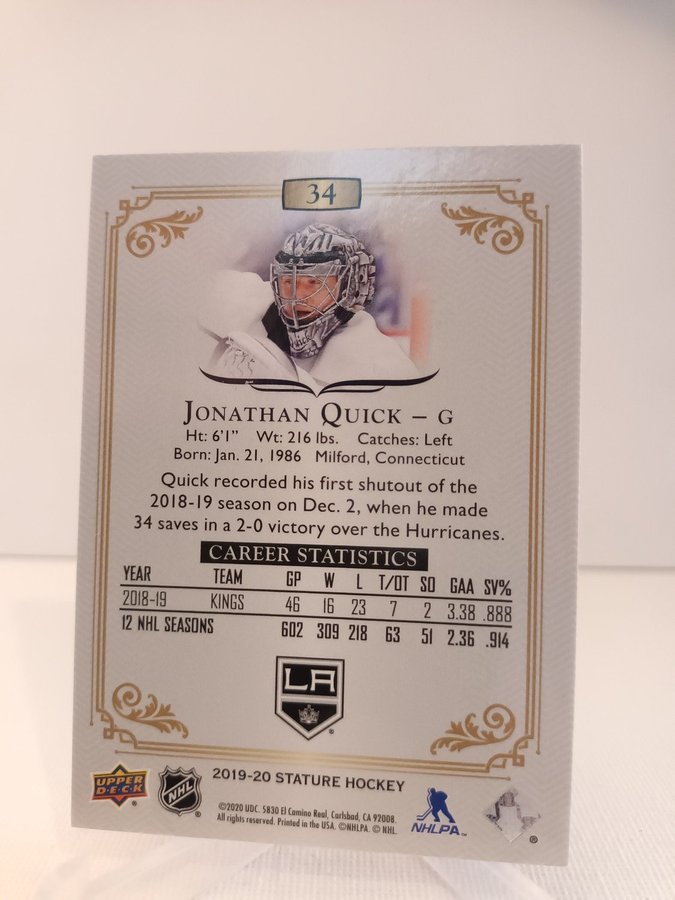 34
JONATHAN QUICK – G
Ht: 6'1" Wt: 216 lbs. Catches: Left
Born: Jan. 21, 1986 Milford, Connecticut
Quick recorded his first shutout of the
2018-19 season on Dec. 2, when he made
34 saves in a 2-0 victory over the Hurricanes.
CAREER STATISTICS
YEAR TEAM GP W L T/OT SO GAA SV%
2018-19 KINGS 46 16 23 7 2 3.38 .888
12 NHL SEASONS 602 309 218 63 51 2.36 .914
LA
®
2019-20 STATURE HOCKEY
UPPER
D·E·C·K
®
NHL
®
©2020 UDC. 5830 El Camino Real, Carlsbad, CA 92008.
All rights reserved. Printed in the USA. ©NHLPA. © NHL.
NHLPA™
®